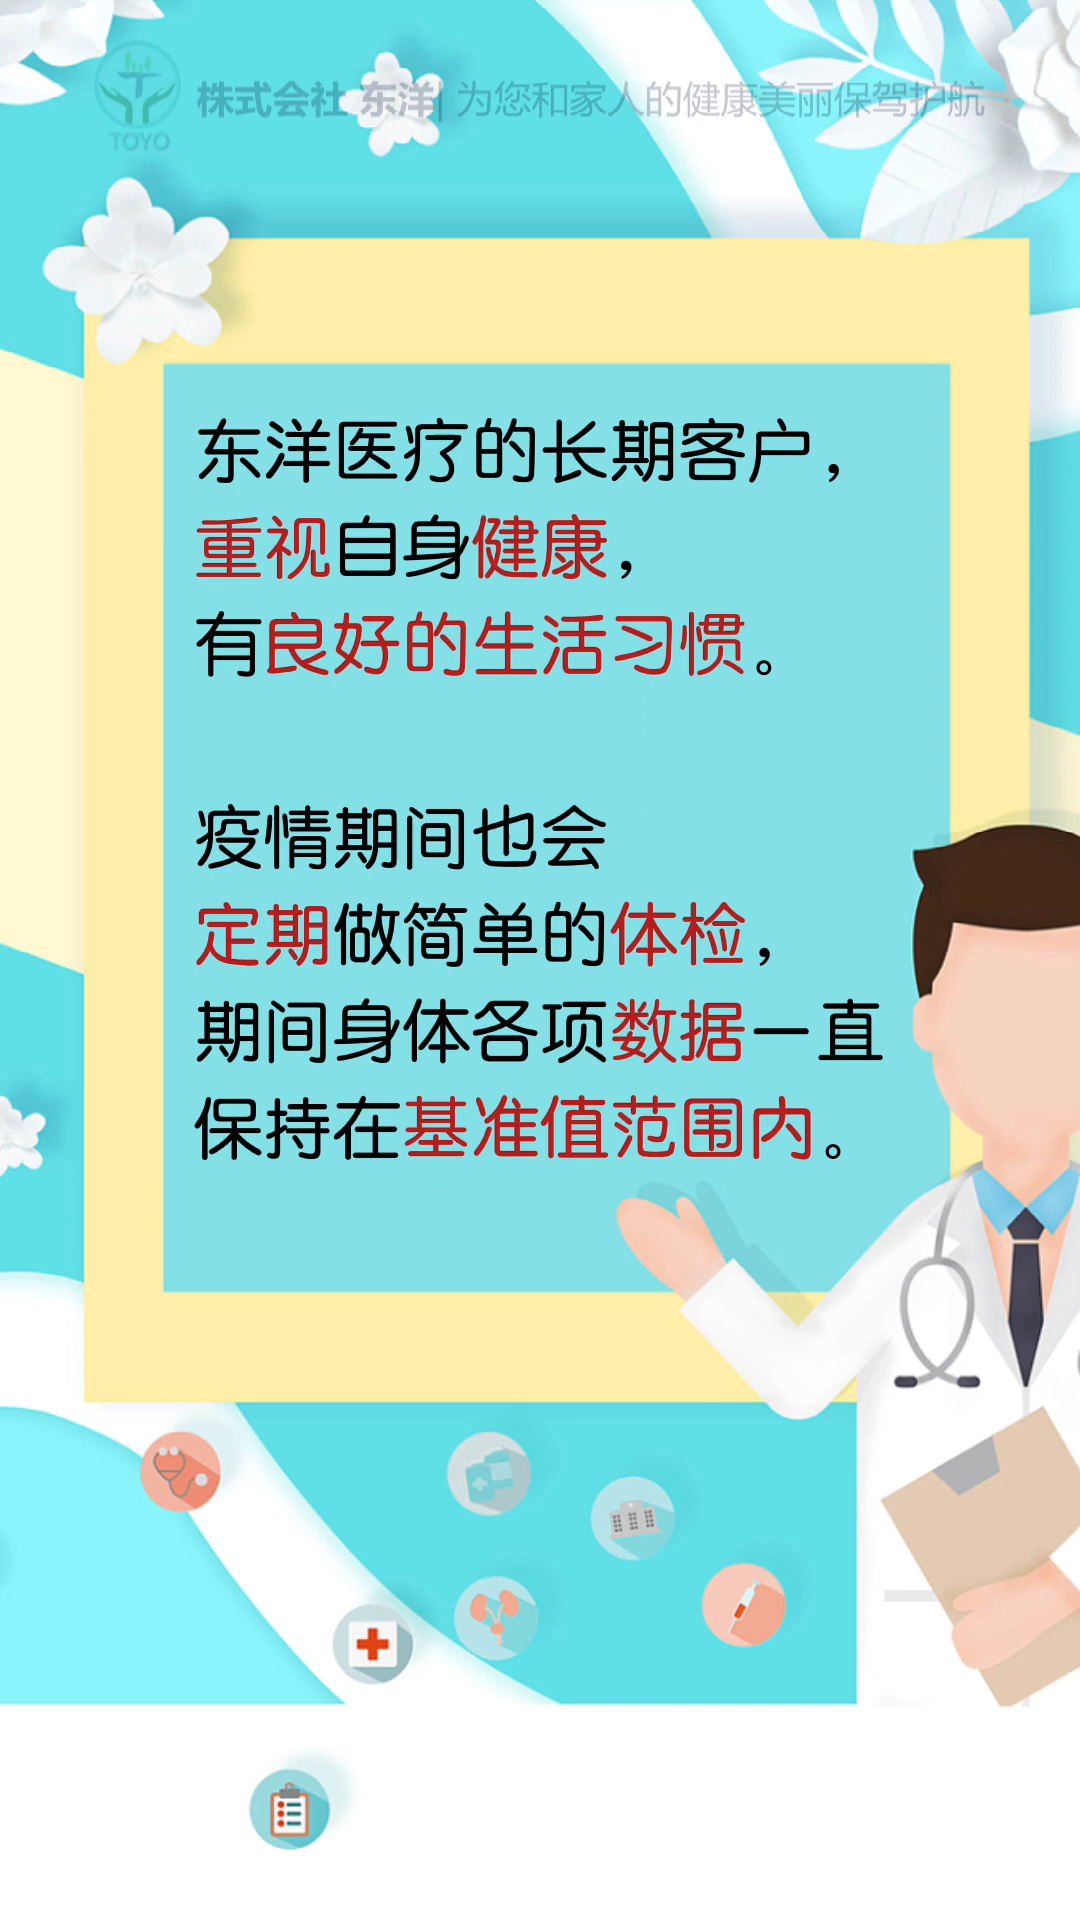 株式会社 东洋| 为您和家人的健康美丽保驾护航
TOYO
东洋医疗的长期客户，
重视自身健康，
有良好的生活习惯。
疫情期间也会
定期做简单的体检，
期间身体各项数据一直
保持在基准值范围内。